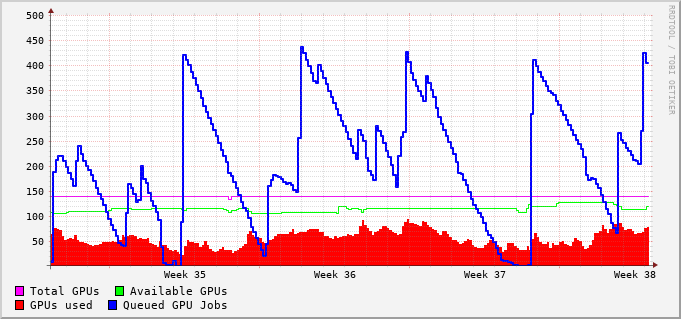 500
450
400
350
300
250
200
150
100
50
Week 35 Week 36 Week 37 Week 38
Total GPUs Available GPUs
GPUs used Queued GPU Jobs
RRDTOOL / TOBI OETIKER